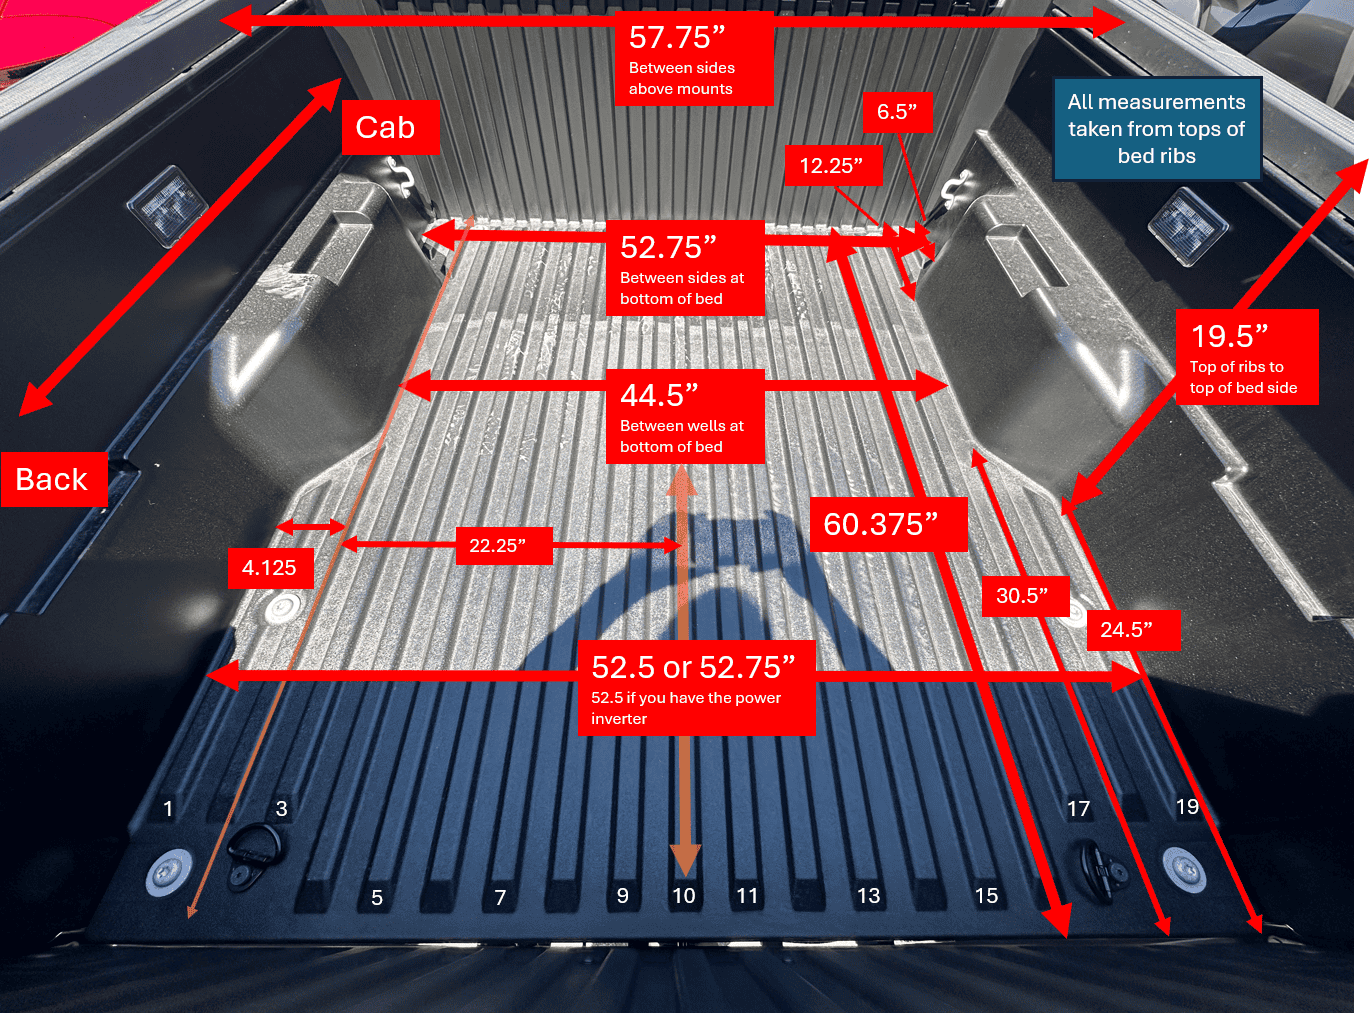 57.75”
Between sides
above mounts
Cab
6.5”
All measurements
taken from tops of
bed ribs
12.25”
52.75”
Between sides at
bottom of bed
19.5”
Top of ribs to
top of bed side
44.5”
Between wells at
bottom of bed
Back
60.375”
22.25”
4.125
30.5”
24.5”
52.5 or 52.75”
52.5 if you have the power
inverter
1
3
17
19
5
7
9
10
11
13
15